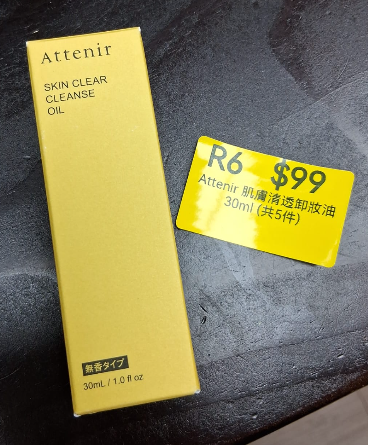 Attenir
SKIN CLEAR
CLEANSE
OIL
無香タイプ
30mL / 1.0 fl oz
R6 $99
Attenir 肌膚淸透卸妝油
30ml (共5件)